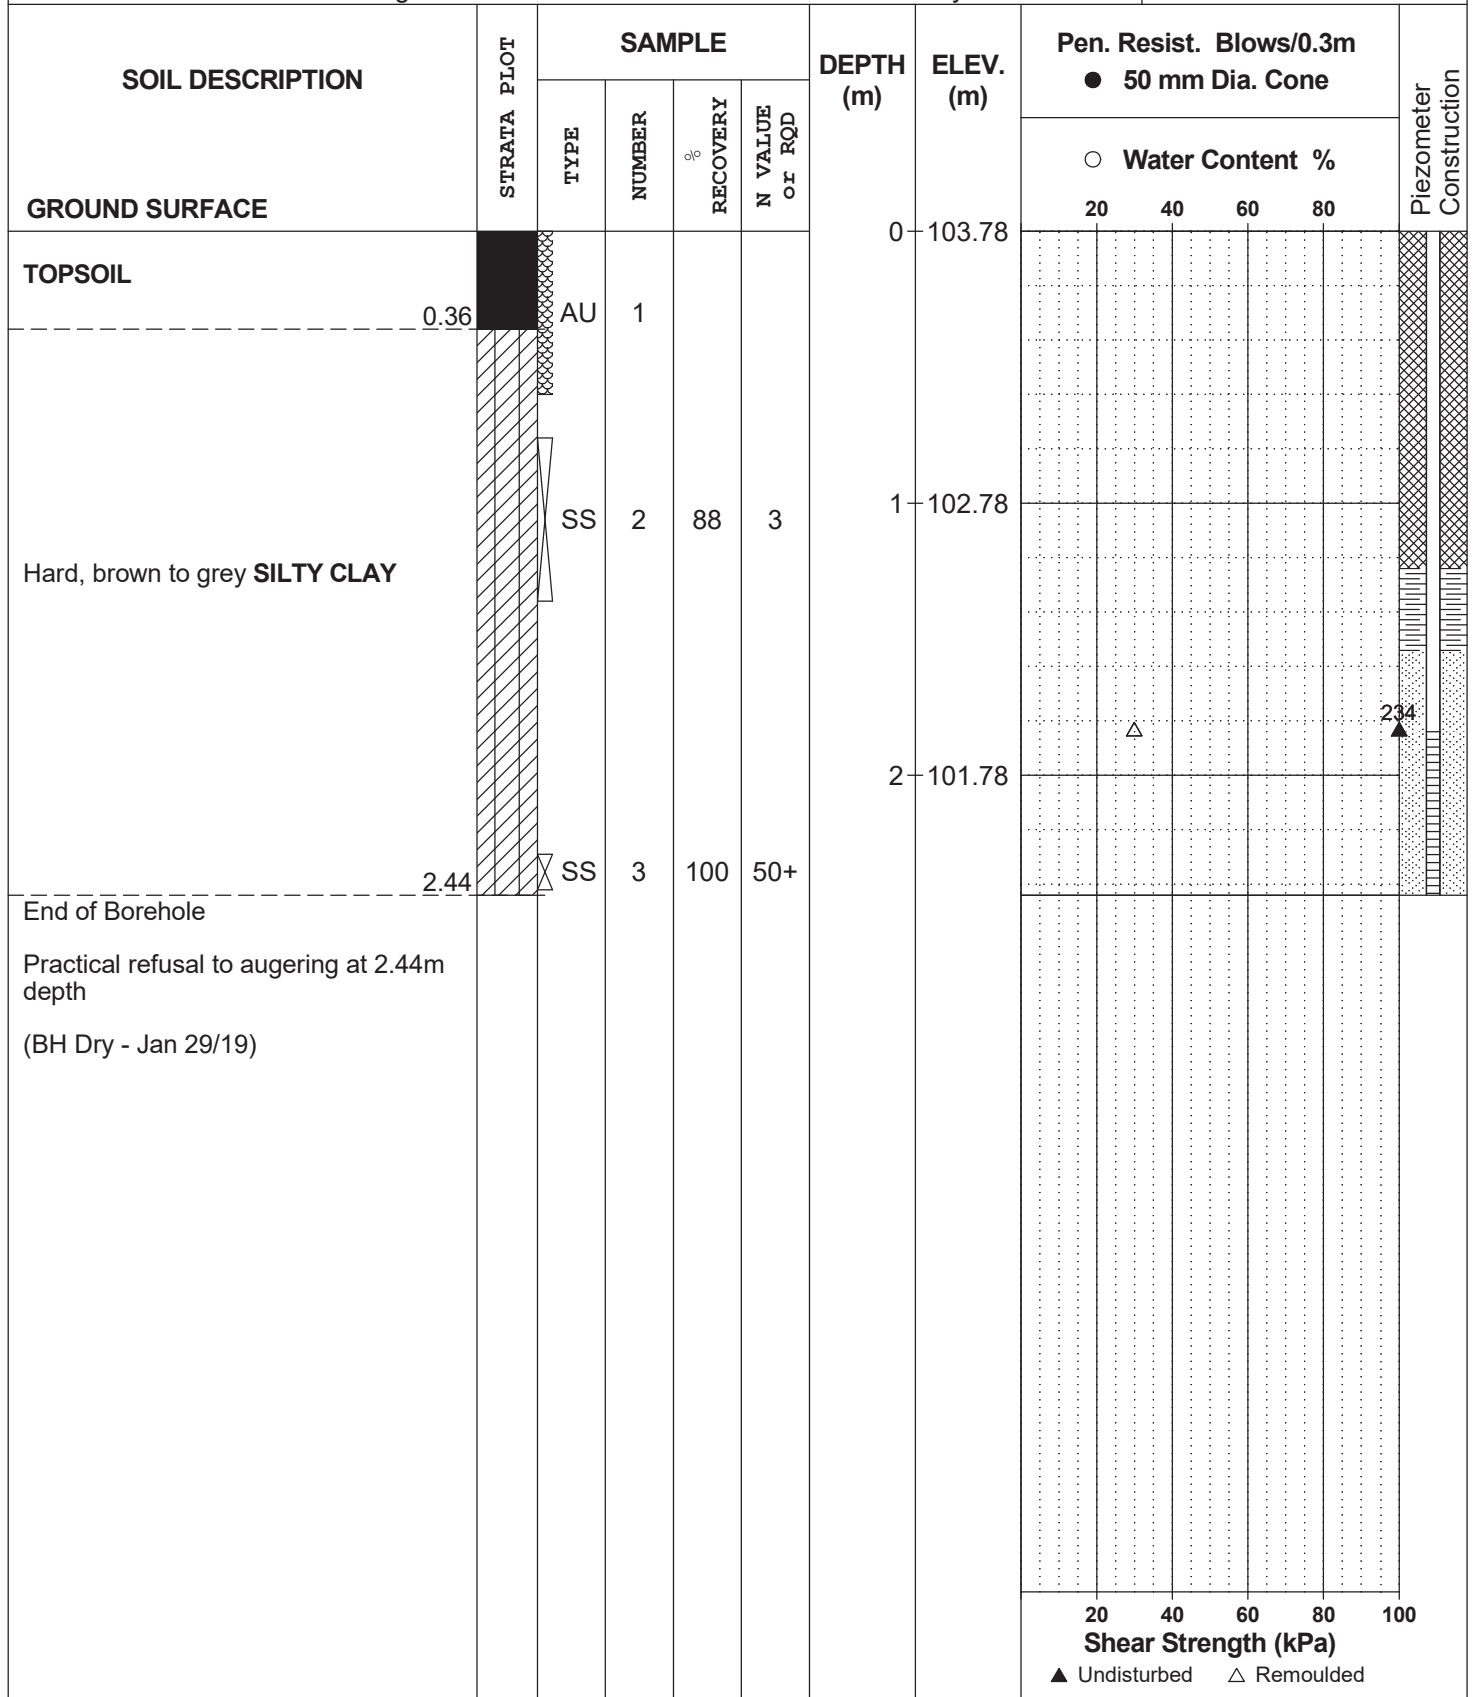 SOIL DESCRIPTION
GROUND SURFACE
STRATA PLOT
SAMPLE
TYPE
NUMBER
% RECOVERY
N VALUE or RQD
DEPTH (m)
ELEV. (m)
Pen. Resist. Blows/0.3m
● 50 mm Dia. Cone
○ Water Content %
20 40 60 80
Piezometer Construction
0 103.78
TOPSOIL
0.36
AU 1
1 102.78
SS 2 88 3
Hard, brown to grey SILTY CLAY
234
2 101.78
SS 3 100 50+
2.44
End of Borehole
Practical refusal to augering at 2.44m
depth
(BH Dry - Jan 29/19)
20 40 60 80 100
Shear Strength (kPa)
▲ Undisturbed △ Remoulded